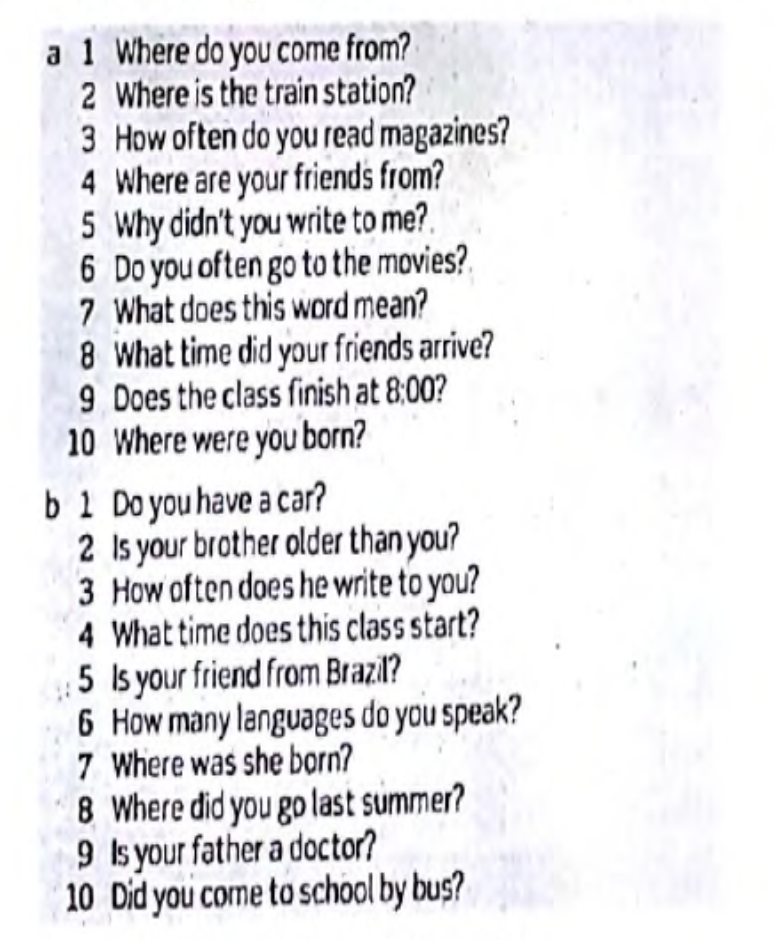 a 1 Where do you come from?
2 Where is the train station?
3 How often do you read magazines?
4 Where are your friends from?
5 Why didn't you write to me?
6 Do you often go to the movies?
7 What does this word mean?
8 What time did your friends arrive?
9 Does the class finish at 8:00?
10 Where were you born?
b 1 Do you have a car?
2 Is your brother older than you?
3 How often does he write to you?
4 What time does this class start?
5 Is your friend from Brazil?
6 How many languages do you speak?
7 Where was she born?
8 Where did you go last summer?
9 Is your father a doctor?
10 Did you come to school by bus?